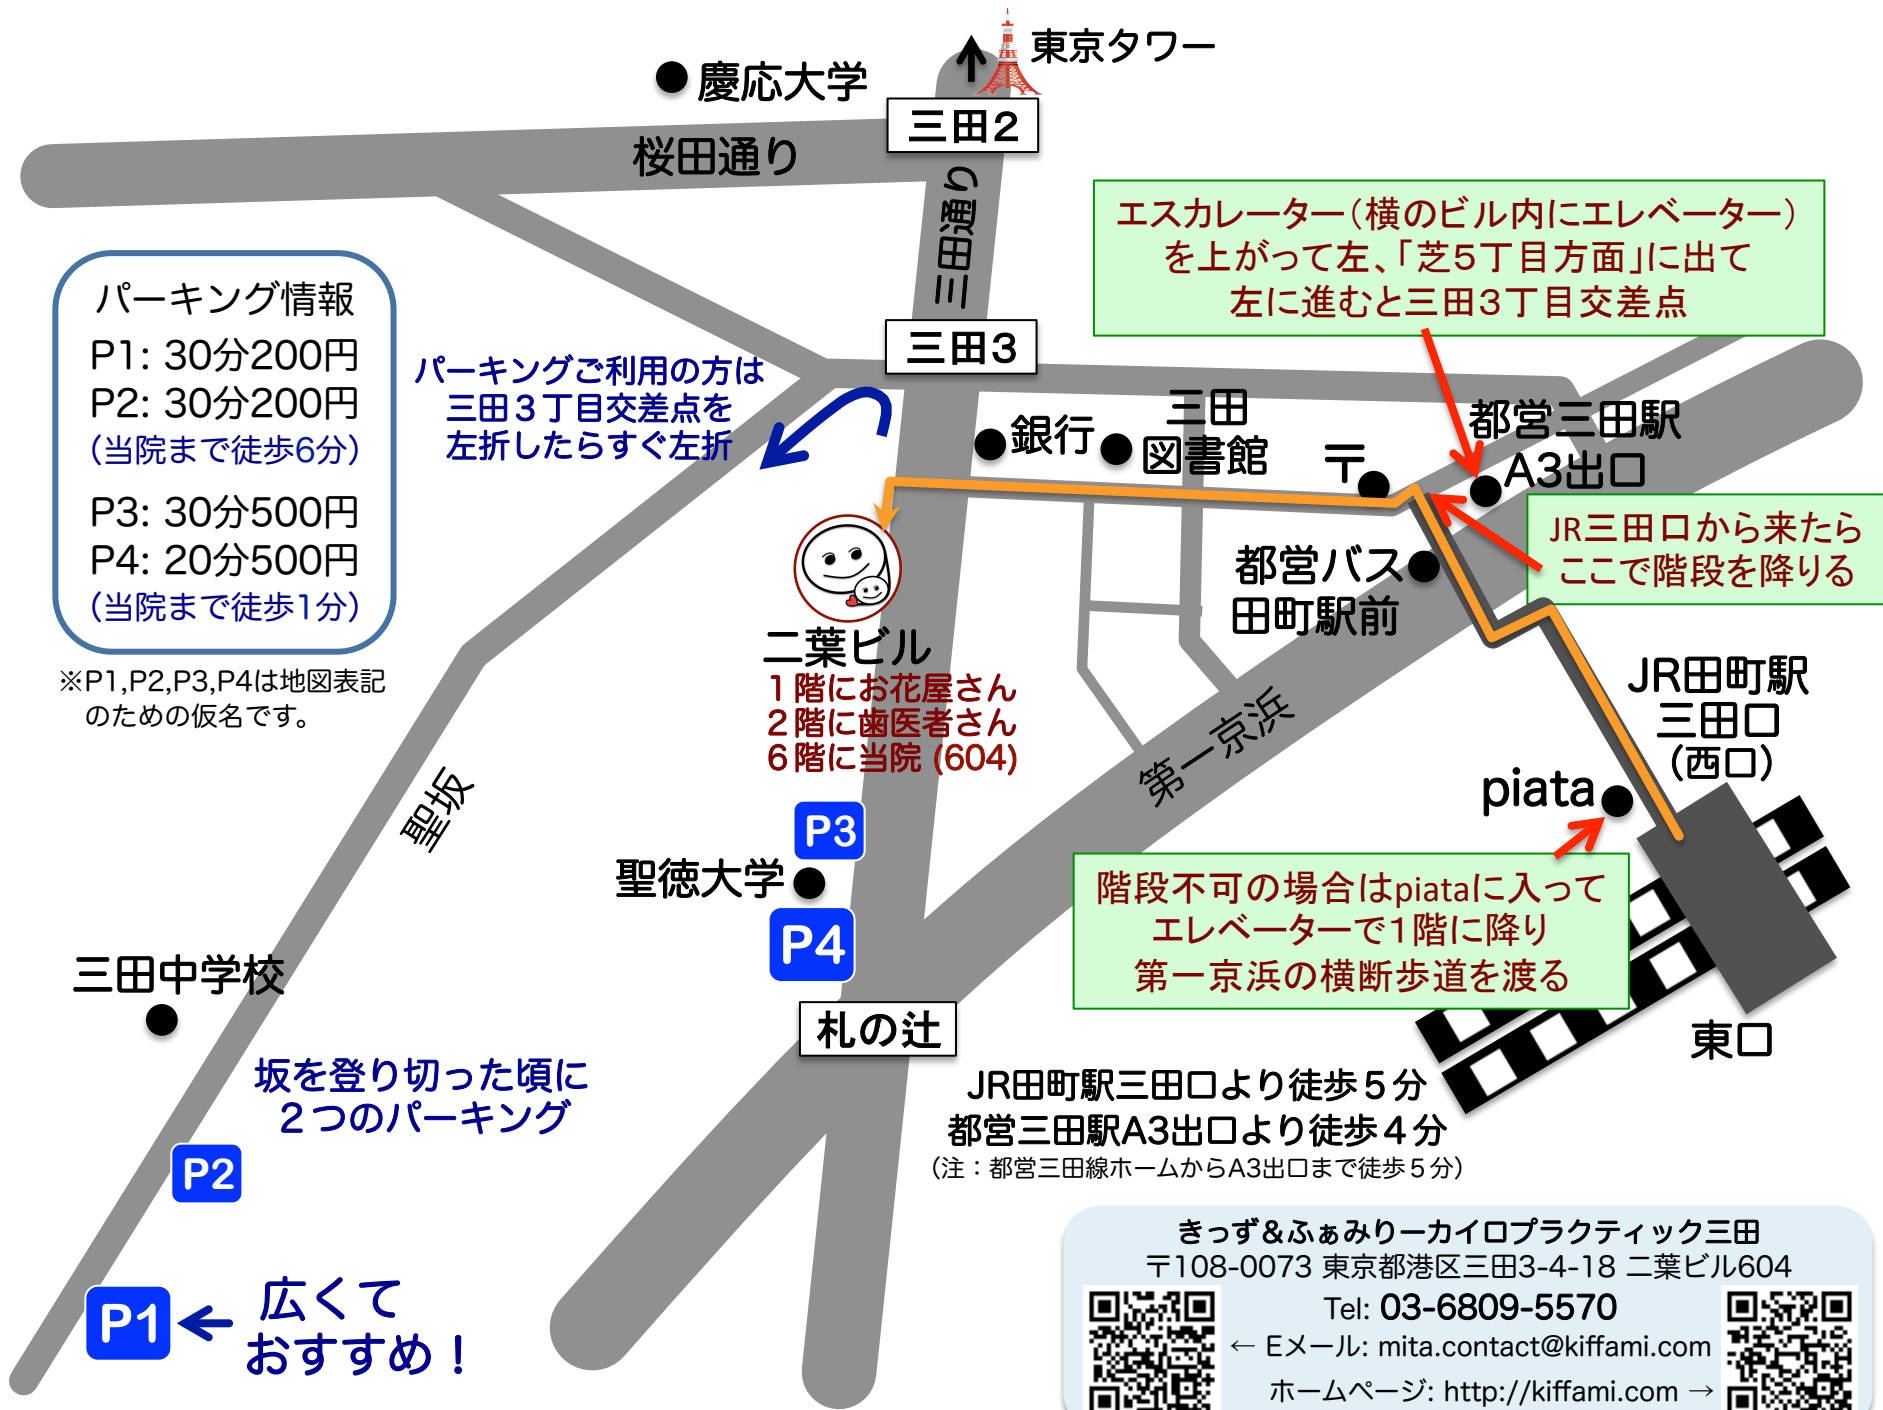 東京タワー
慶応大学
三田2
桜田通り
三田通り
エスカレーター（横のビル内にエレベーター）
を上がって左、「芝5丁目方面」に出て
左に進むと三田3丁目交差点
パーキング情報
P1: 30分200円
P2: 30分200円
（当院まで徒歩6分）
P3: 30分500円
P4: 20分500円
（当院まで徒歩1分）
※P1,P2,P3,P4は地図表記
のための仮名です。
三田3
パーキングご利用の方は
三田３丁目交差点を
左折したらすぐ左折
銀行
三田
図書館
〒
都営三田駅
A3出口
JR三田口から来たら
ここで階段を降りる
都営バス
田町駅前
二葉ビル
１階にお花屋さん
２階に歯医者さん
６階に当院 (604)
JR田町駅
三田口
（西口）
第一京浜
piata
聖坂
P3
聖徳大学
P4
階段不可の場合はpiataに入って
エレベーターで１階に降り
第一京浜の横断歩道を渡る
三田中学校
札の辻
東口
坂を登り切った頃に
２つのパーキング
JR田町駅三田口より徒歩５分
都営三田駅A3出口より徒歩４分
（注：都営三田線ホームからA3出口まで徒歩５分）
P2
P1
広くて
おすすめ！
きっず＆ふぁみりーカイロプラクティック三田
〒108-0073 東京都港区三田3-4-18 二葉ビル604
Tel: 03-6809-5570
← Eメール: mita.contact@kiffami.com
ホームページ: http://kiffami.com →